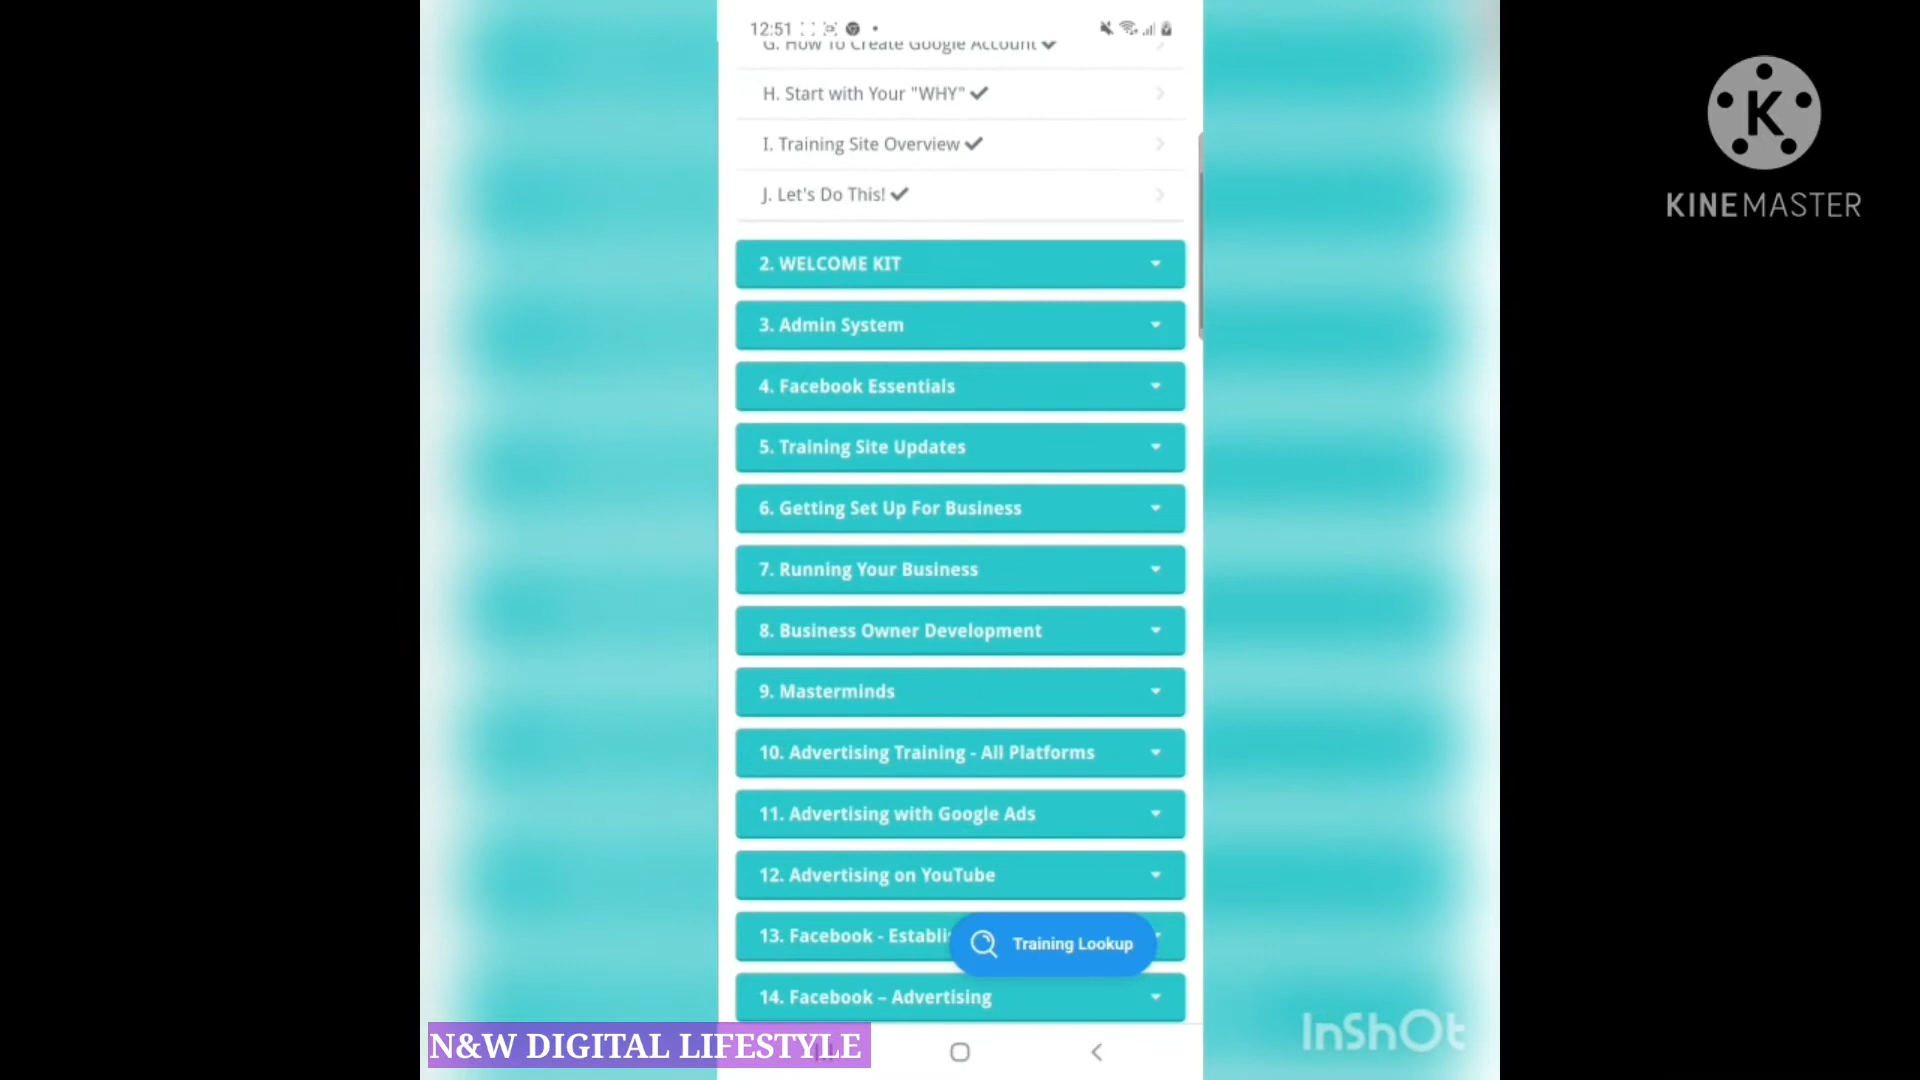 12:51
G. How To Create Google Account ✔
H. Start with Your "WHY" ✔
I. Training Site Overview ✔
J. Let's Do This! ✔
2. WELCOME KIT
3. Admin System
4. Facebook Essentials
5. Training Site Updates
6. Getting Set Up For Business
7. Running Your Business
8. Business Owner Development
9. Masterminds
10. Advertising Training - All Platforms
11. Advertising with Google Ads
12. Advertising on YouTube
13. Facebook -
Training Lookup
14. Facebook – Advertising
N&W DIGITAL LIFESTYLE
K
KINEMASTER
InShOt